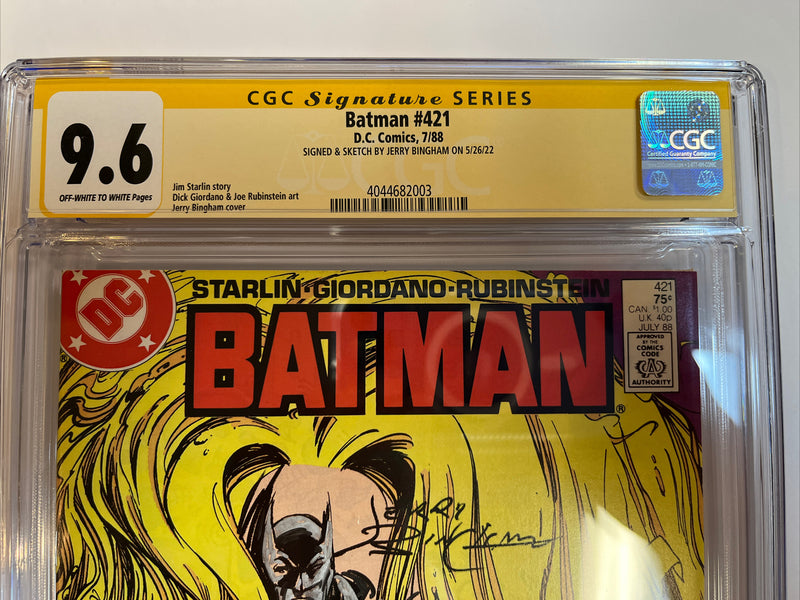 CGC Signature SERIES
9.6
OFF-WHITE TO WHITE Pages
Batman #421
D.C. Comics, 7/88
SIGNED & SKETCH BY JERRY BINGHAM ON 5/26/22
4044682003
Jim Starlin story
Dick Giordano & Joe Rubinstein art
Jerry Bingham cover
CGC
Certified Guaranty Company
DC
®
STARLIN·GIORDANO·RUBINSTEIN
BATMAN
®
421
75¢
CAN. $1.00
U.K. 40p
JULY 88
APPROVED
BY THE
COMICS
CODE
AUTHORITY
Jerry
Bingham